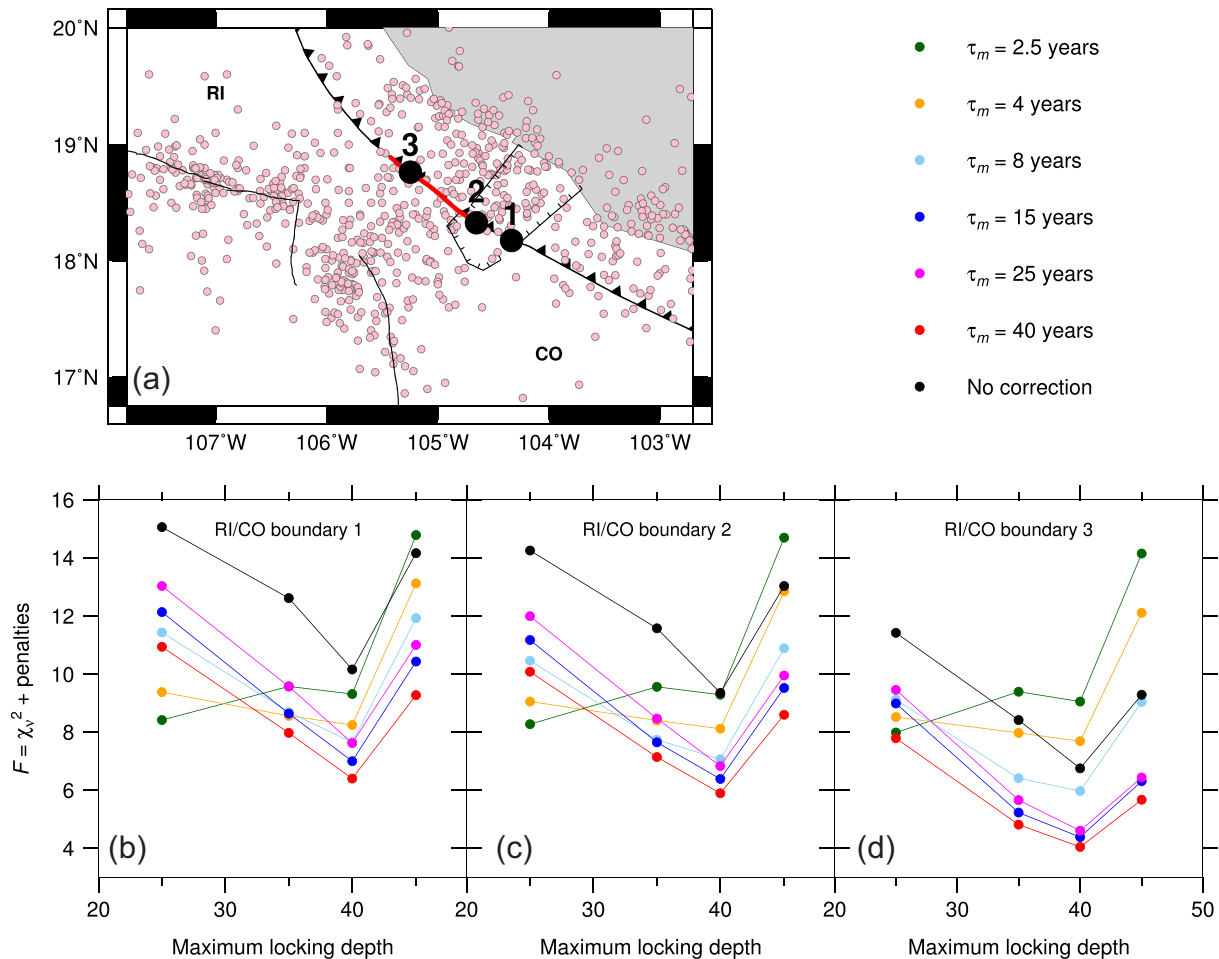 20°N
19°N
18°N
17°N
RI
3
2
1
CO
(a)
107°W 106°W 105°W 104°W 103°W
τm = 2.5 years
τm = 4 years
τm = 8 years
τm = 15 years
τm = 25 years
τm = 40 years
No correction
16
14
12
10
8
6
4
F = χν² + penalties
RI/CO boundary 1
(b)
20 30 40
Maximum locking depth
RI/CO boundary 2
(c)
20 30 40
Maximum locking depth
RI/CO boundary 3
(d)
20 30 40 50
Maximum locking depth